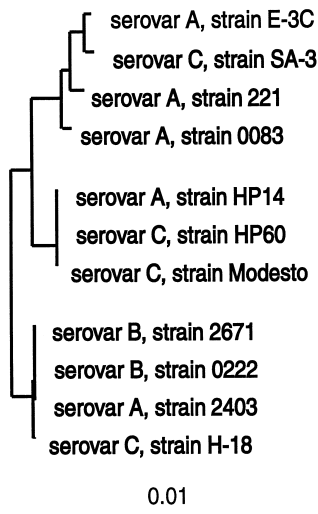 serovar A, strain E-3C
serovar C, strain SA-3
serovar A, strain 221
serovar A, strain 0083
serovar A, strain HP14
serovar C, strain HP60
serovar C, strain Modesto
serovar B, strain 2671
serovar B, strain 0222
serovar A, strain 2403
serovar C, strain H-18
0.01